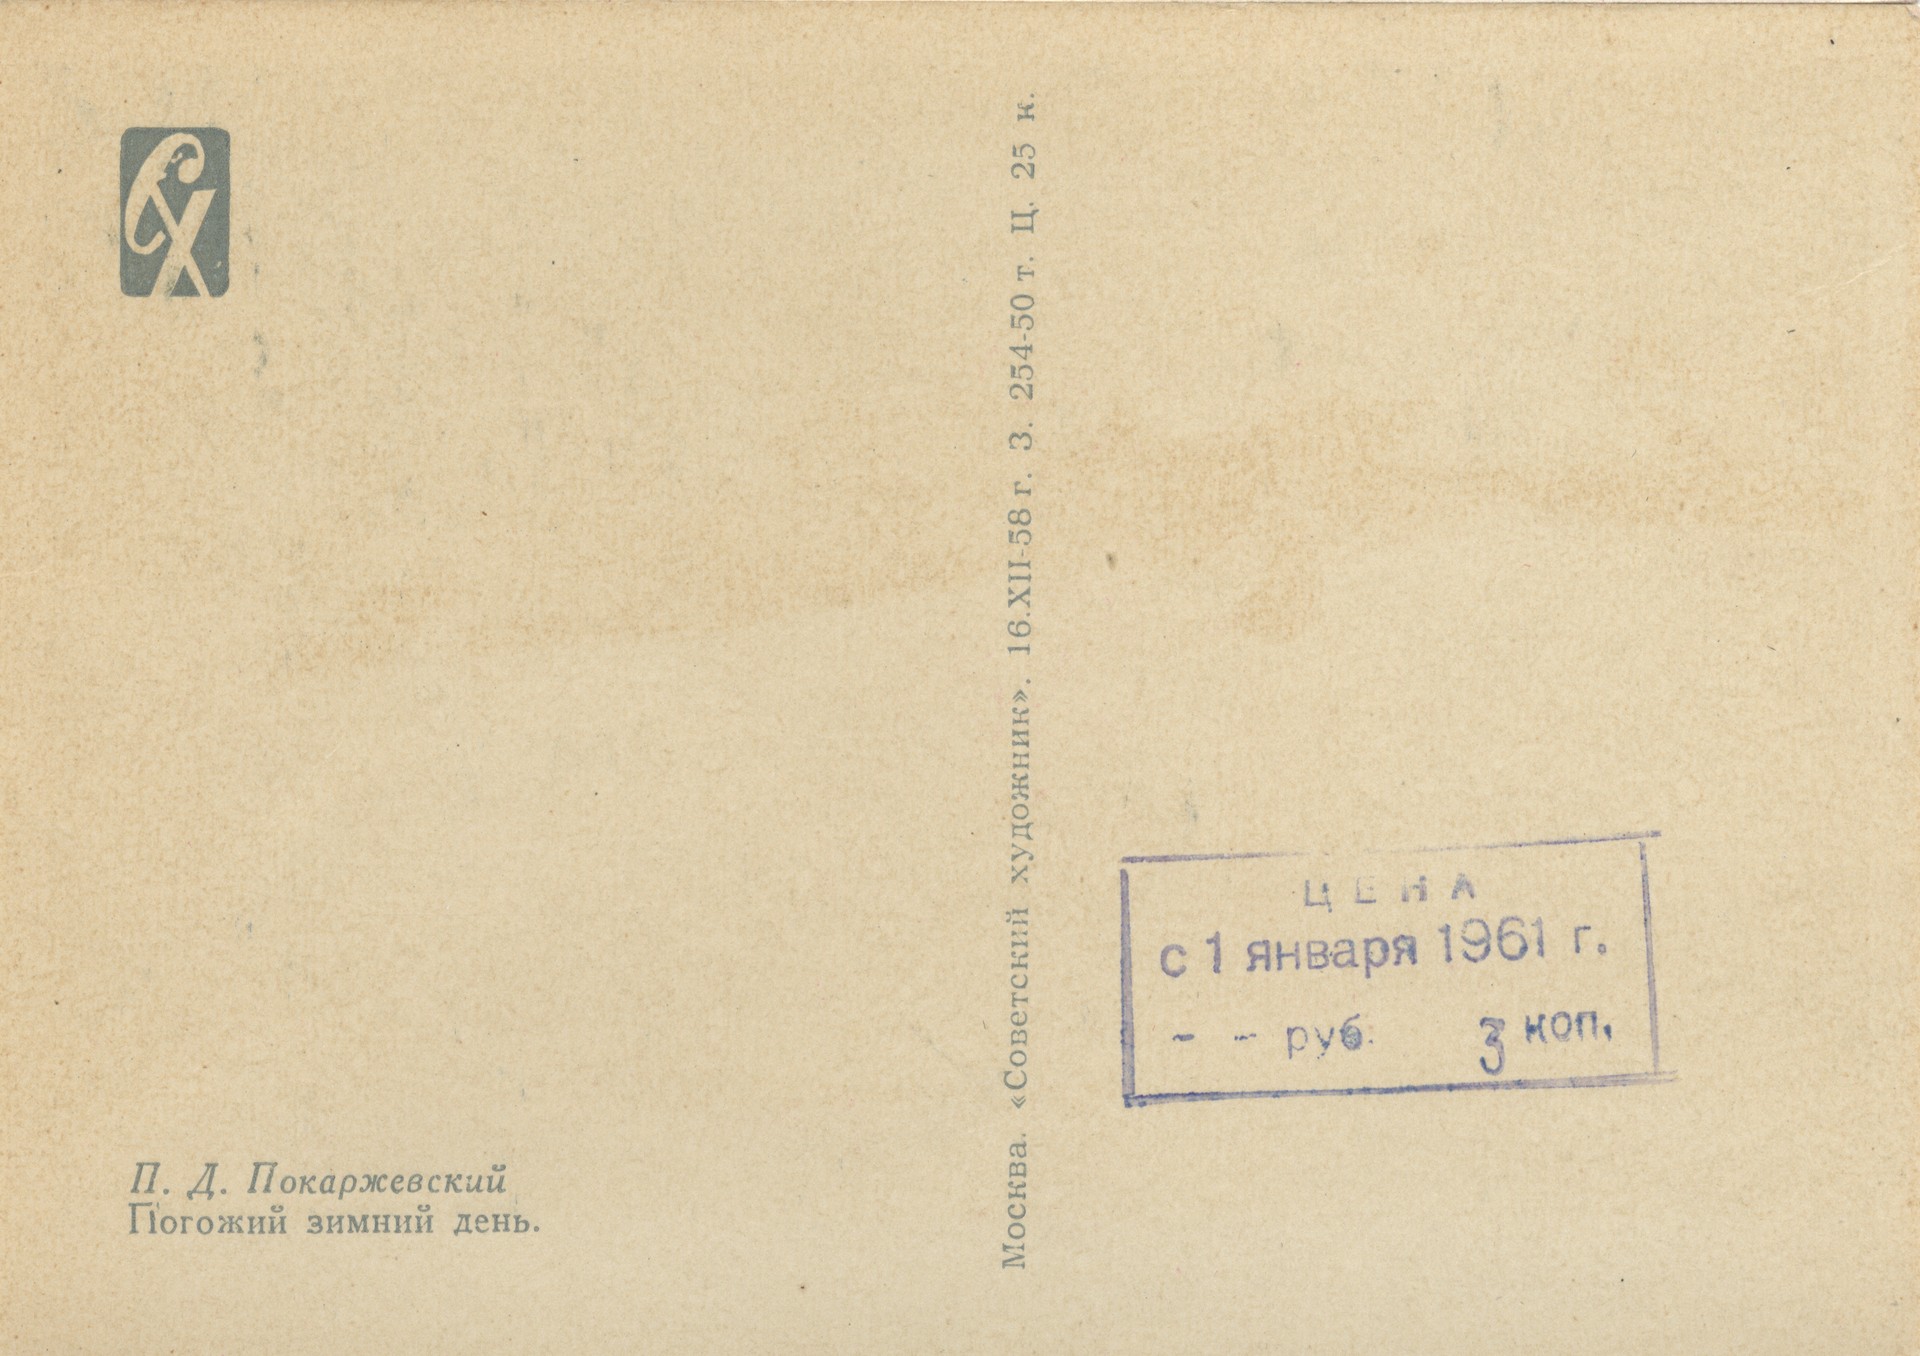 СХ
П. Д. Покаржевский
Погожий зимний день.
Москва. «Советский художник». 16.XII-58 г. З. 254-50 т. Ц. 25 к.
ЦЕНА
с 1 января 1961 г.
- - руб. 3 коп.